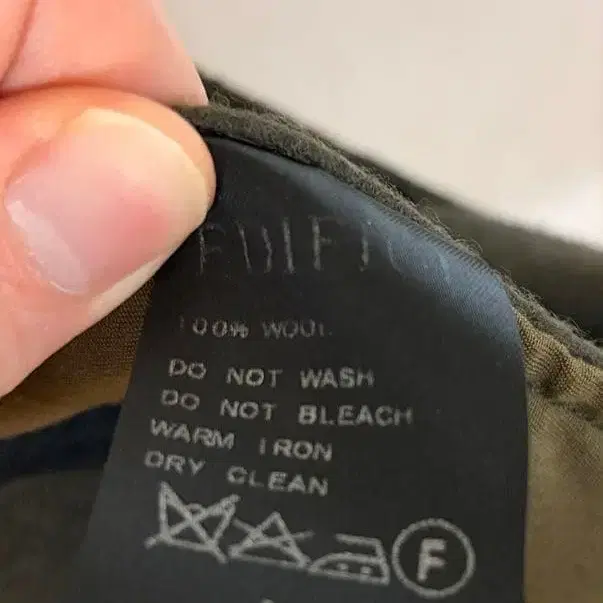 100% WOOL
DO NOT WASH
DO NOT BLEACH
WARM IRON
DRY CLEAN
F